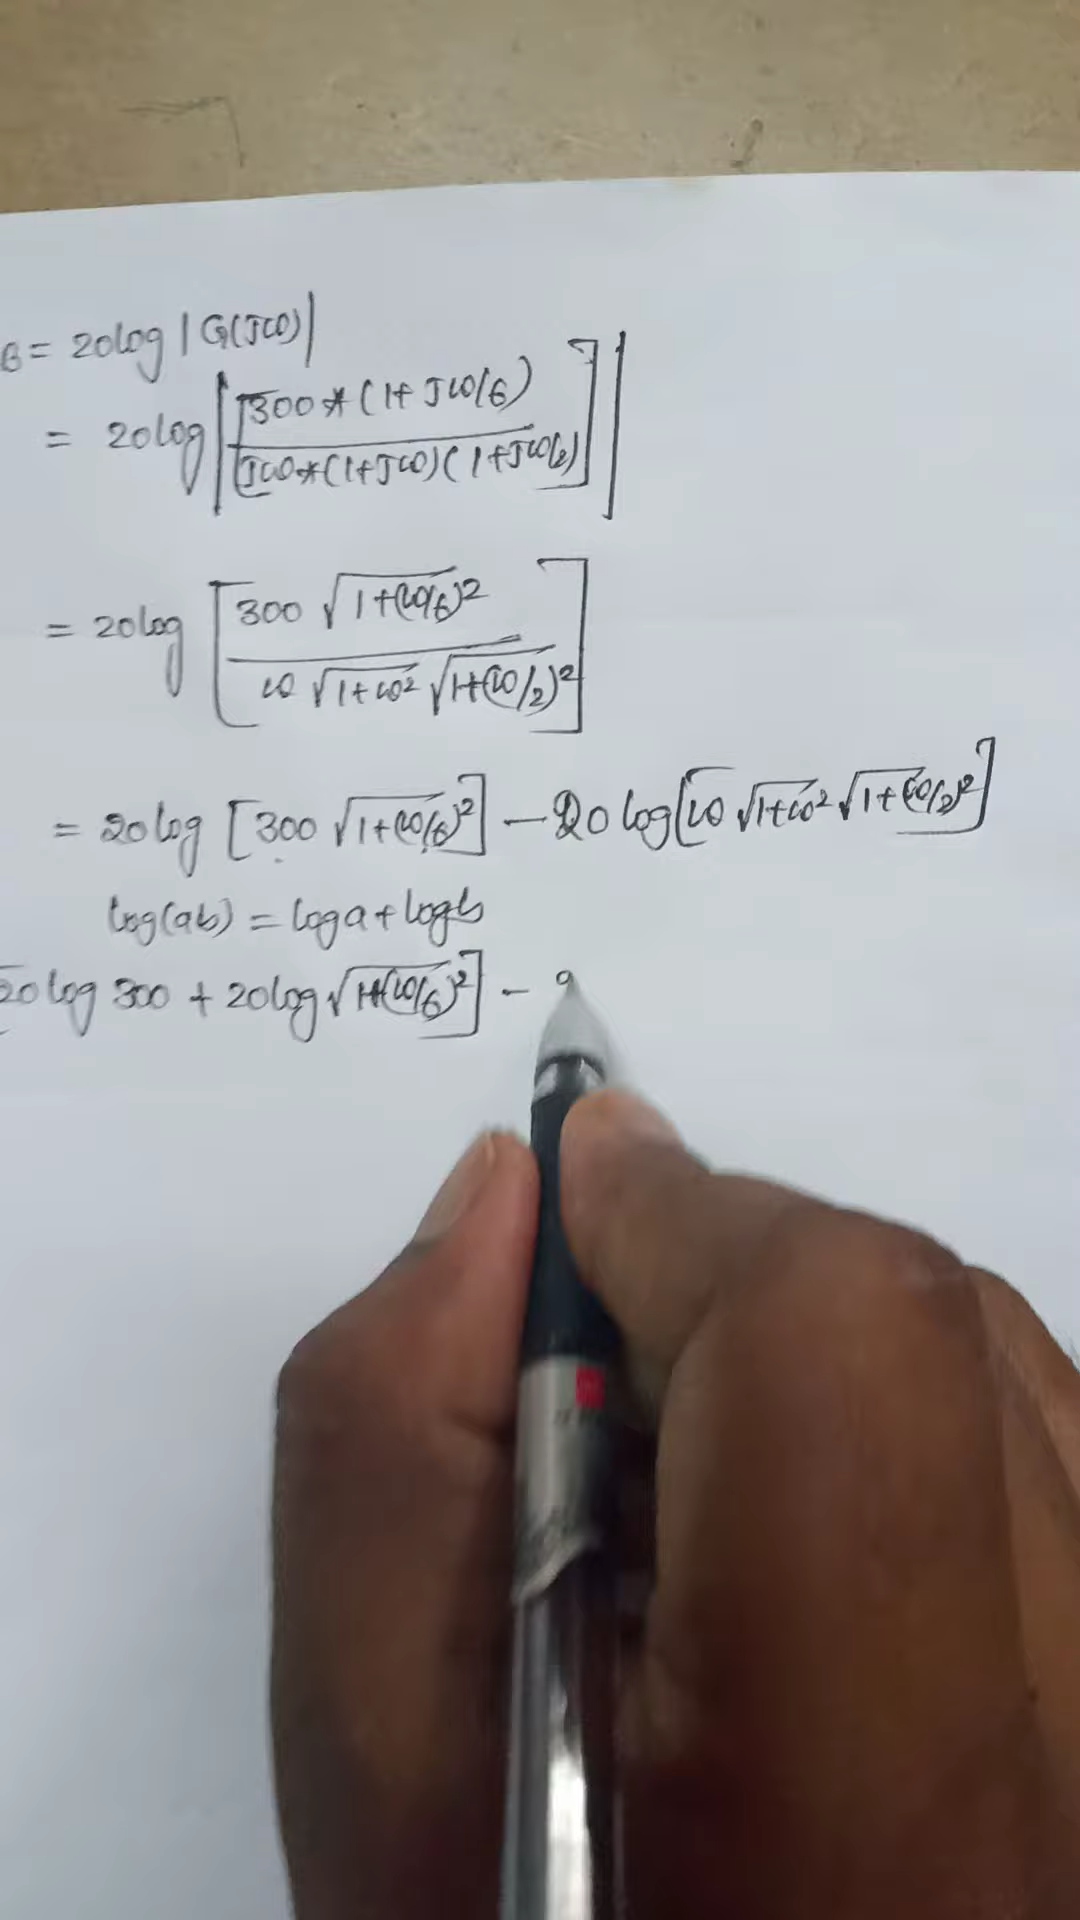 B = 20log |G(jω)|
= 20log |[300*(1+jω/6) / jω*(1+jω)(1+jω/2)]|
= 20log [300 √1+(ω/6)² / ω √1+ω² √1+(ω/2)²]
= 20log [300 √1+(ω/6)²] - 20log[ω √1+ω² √1+(ω/2)²]
log(ab) = loga+logb
[20log 300 + 20log √1+(ω/6)²] -